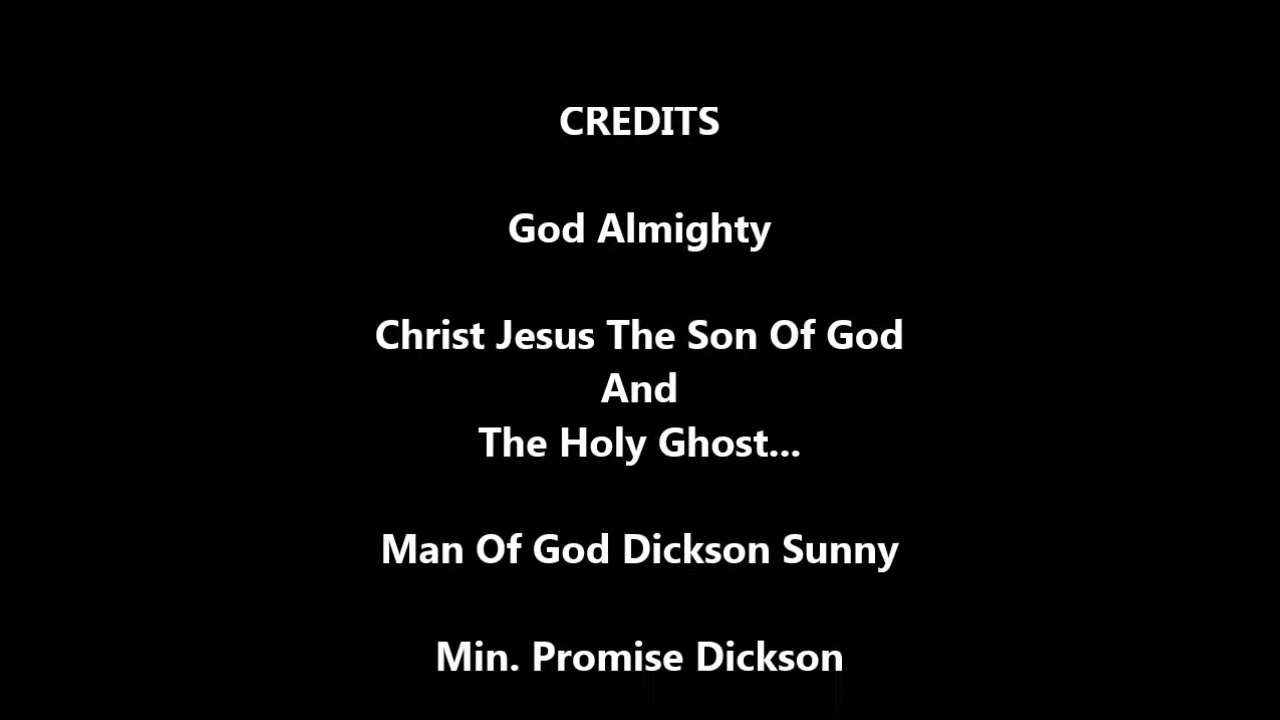 CREDITS
God Almighty
Christ Jesus The Son Of God
And
The Holy Ghost...
Man Of God Dickson Sunny
Min. Promise Dickson